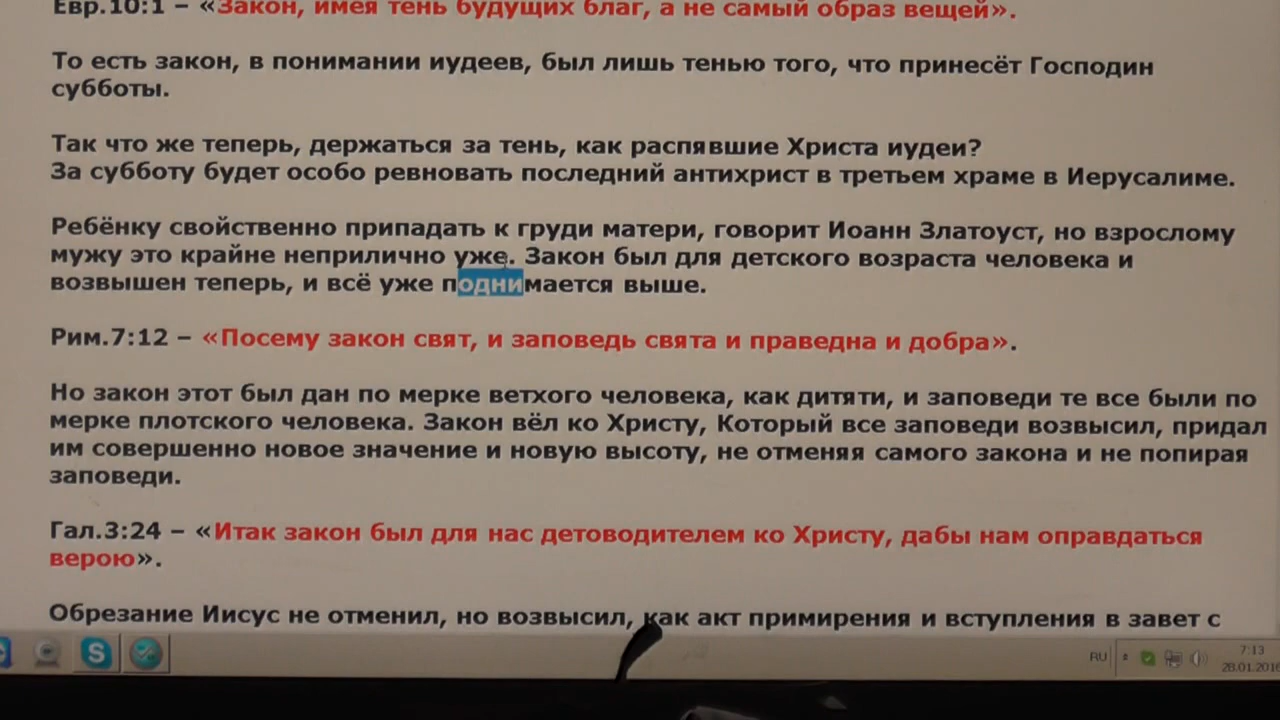 Евр.10:1 – «Закон, имея тень будущих благ, а не самый образ вещей».
То есть закон, в понимании иудеев, был лишь тенью того, что принесёт Господин
субботы.
Так что же теперь, держаться за тень, как распявшие Христа иудеи?
За субботу будет особо ревновать последний антихрист в третьем храме в Иерусалиме.
Ребёнку свойственно припадать к груди матери, говорит Иоанн Златоуст, но взрослому
мужу это крайне неприлично уже. Закон был для детского возраста человека и
возвышен теперь, и всё уже поднимается выше.
Рим.7:12 – «Посему закон свят, и заповедь свята и праведна и добра».
Но закон этот был дан по мерке ветхого человека, как дитяти, и заповеди те все были по
мерке плотского человека. Закон вёл ко Христу, Который все заповеди возвысил, придал
им совершенно новое значение и новую высоту, не отменяя самого закона и не попирая
заповеди.
Гал.3:24 – «Итак закон был для нас детоводителем ко Христу, дабы нам оправдаться
верою».
Обрезание Иисус не отменил, но возвысил, как акт примирения и вступления в завет с
RU
7:13
28.01.2016